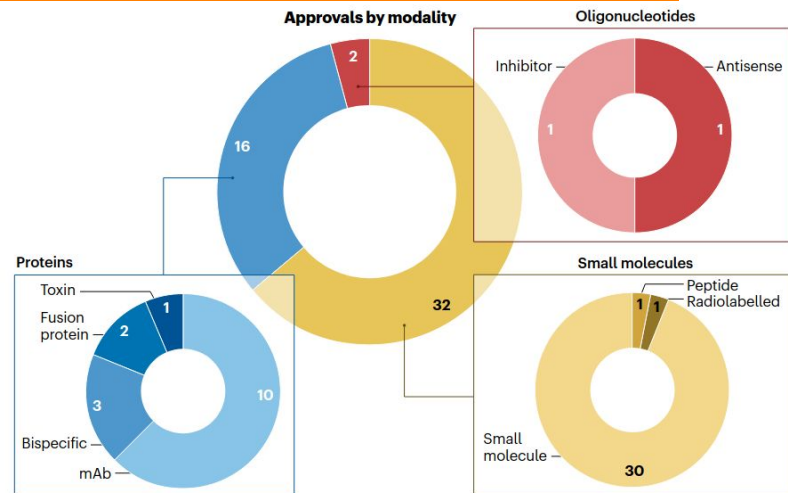 Approvals by modality
2
16
32
Oligonucleotides
Inhibitor
Antisense
1
1
Proteins
Toxin
1
Fusion
protein
2
3
10
Bispecific
mAb
Small molecules
Peptide
Radiolabelled
1
1
Small
molecule
30